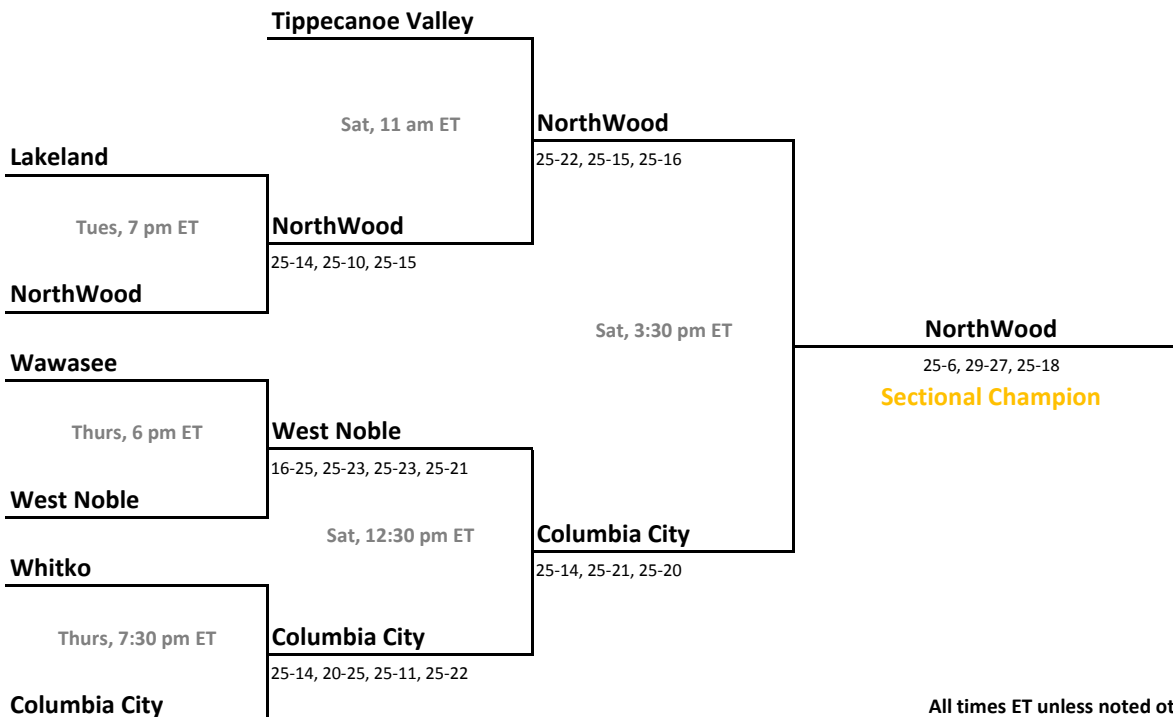 Tippecanoe Valley
Sat, 11 am ET
NorthWood
25-22, 25-15, 25-16
Lakeland
Tues, 7 pm ET
NorthWood
25-14, 25-10, 25-15
NorthWood
Sat, 3:30 pm ET
NorthWood
25-6, 29-27, 25-18
Sectional Champion
Wawasee
Thurs, 6 pm ET
West Noble
16-25, 25-23, 25-23, 25-21
West Noble
Sat, 12:30 pm ET
Columbia City
25-14, 25-21, 25-20
Whitko
Thurs, 7:30 pm ET
Columbia City
25-14, 20-25, 25-11, 25-22
Columbia City
All times ET unless noted